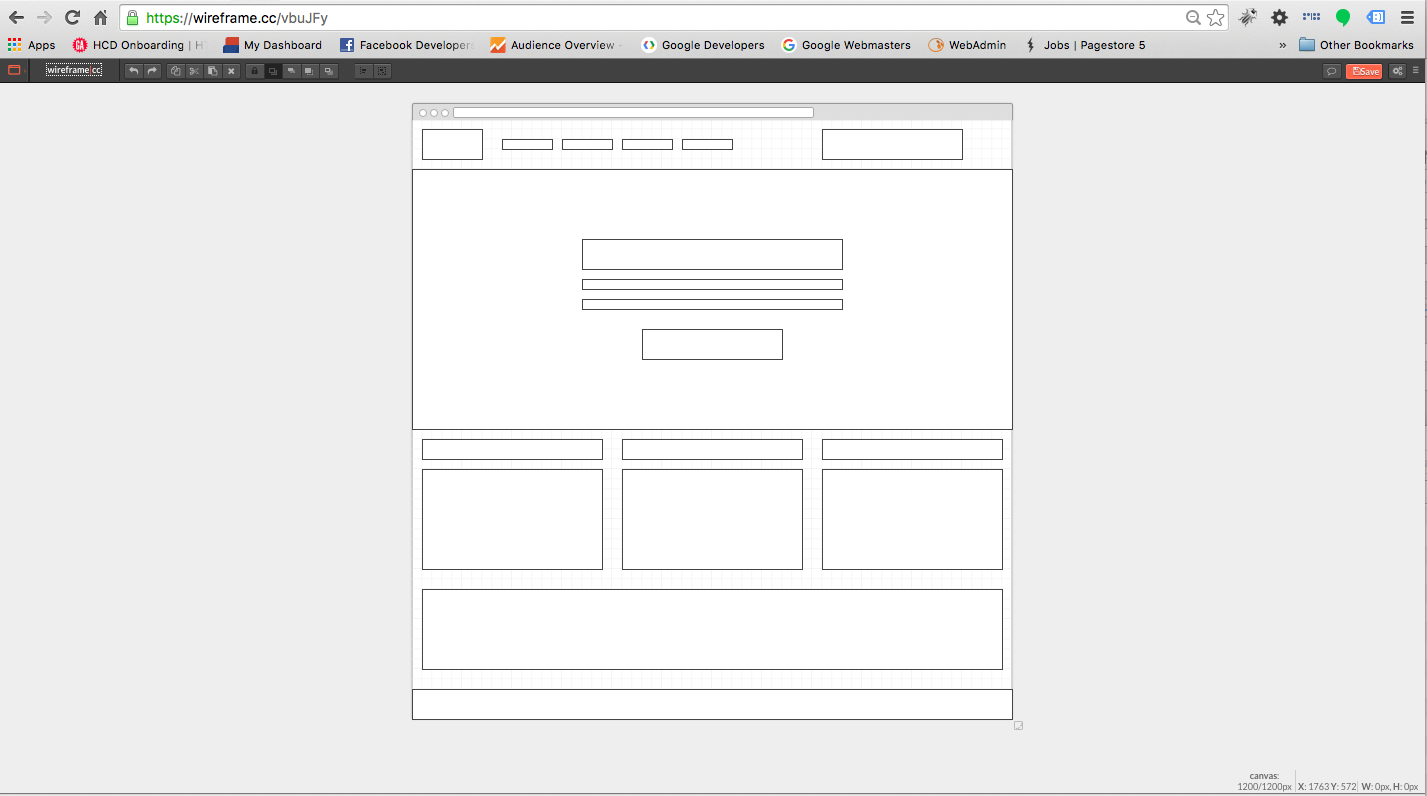 https://wireframe.cc/vbuJFy
Apps
HCD Onboarding | H
My Dashboard
Facebook Developers
Audience Overview -
Google Developers
Google Webmasters
WebAdmin
Jobs | Pagestore 5
»
Other Bookmarks
wireframe|cc
Save
canvas:
1200/1200px
X: 1763 Y: 572
W: 0px, H: 0px